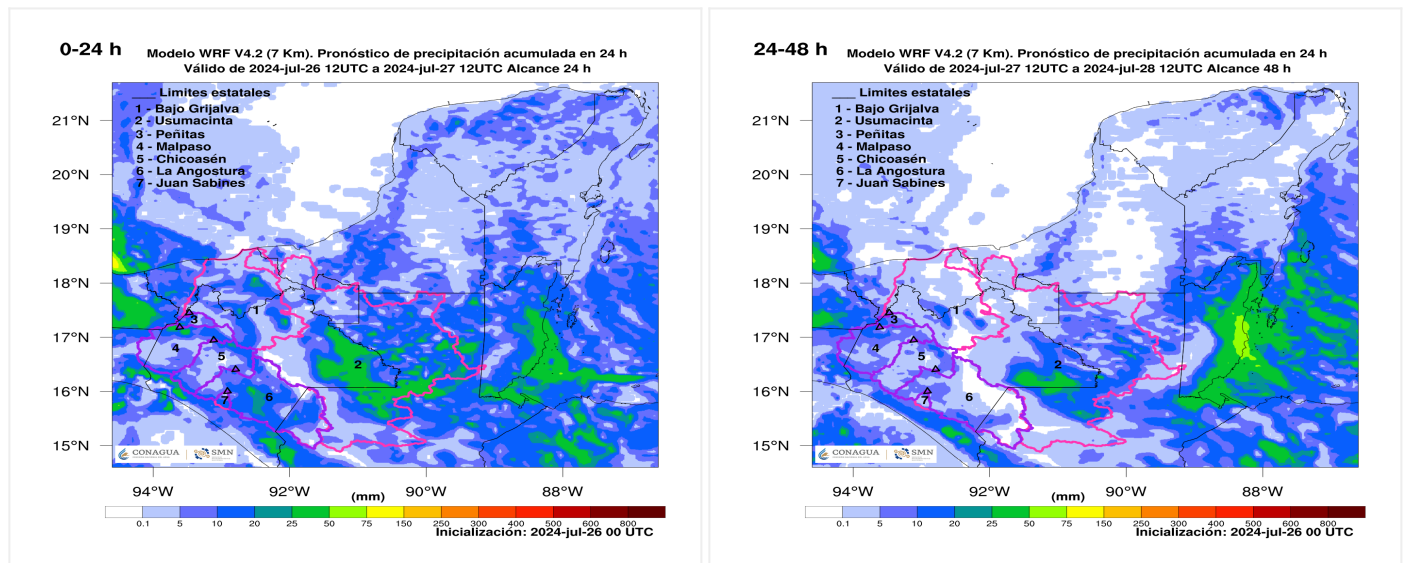 0-24 h
Modelo WRF V4.2 (7 Km). Pronóstico de precipitación acumulada en 24 h
Válido de 2024-jul-26 12UTC a 2024-jul-27 12UTC Alcance 24 h
Limites estatales
1 - Bajo Grijalva
2 - Usumacinta
3 - Peñitas
4 - Malpaso
5 - Chicoasén
6 - La Angostura
7 - Juan Sabines
21°N
20°N
19°N
18°N
17°N
16°N
15°N
1
2
3
4
5
6
7
CONAGUA
SMN
94°W 92°W 90°W 88°W
(mm)
0.1 5 10 20 25 50 75 150 250 300 400 500 600 800
Inicialización: 2024-jul-26 00 UTC
24-48 h
Modelo WRF V4.2 (7 Km). Pronóstico de precipitación acumulada en 24 h
Válido de 2024-jul-27 12UTC a 2024-jul-28 12UTC Alcance 48 h
Limites estatales
1 - Bajo Grijalva
2 - Usumacinta
3 - Peñitas
4 - Malpaso
5 - Chicoasén
6 - La Angostura
7 - Juan Sabines
21°N
20°N
19°N
18°N
17°N
16°N
15°N
1
2
3
4
5
6
7
CONAGUA
SMN
94°W 92°W 90°W 88°W
(mm)
0.1 5 10 20 25 50 75 150 250 300 400 500 600 800
Inicialización: 2024-jul-26 00 UTC